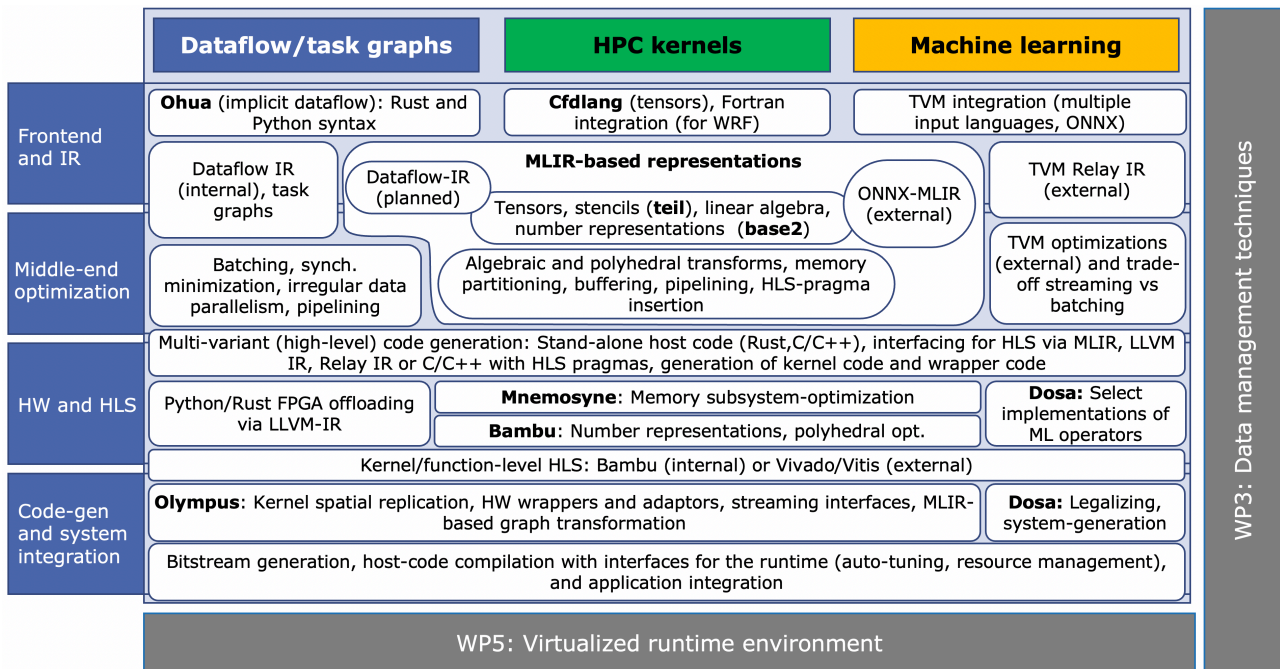 Dataflow/task graphs
HPC kernels
Machine learning
Frontend
and IR
Ohua (implicit dataflow): Rust and
Python syntax
Cfdlang (tensors), Fortran
integration (for WRF)
TVM integration (multiple
input languages, ONNX)
Dataflow IR
(internal), task
graphs
MLIR-based representations
Dataflow-IR
(planned)
Tensors, stencils (teil), linear algebra,
number representations (base2)
ONNX-MLIR
(external)
TVM Relay IR
(external)
Middle-end
optimization
Batching, synch.
minimization, irregular data
parallelism, pipelining
Algebraic and polyhedral transforms, memory
partitioning, buffering, pipelining, HLS-pragma
insertion
TVM optimizations
(external) and trade-
off streaming vs
batching
HW and HLS
Multi-variant (high-level) code generation: Stand-alone host code (Rust,C/C++), interfacing for HLS via MLIR, LLVM
IR, Relay IR or C/C++ with HLS pragmas, generation of kernel code and wrapper code
Python/Rust FPGA offloading
via LLVM-IR
Mnemosyne: Memory subsystem-optimization
Bambu: Number representations, polyhedral opt.
Dosa: Select
implementations of
ML operators
Kernel/function-level HLS: Bambu (internal) or Vivado/Vitis (external)
Code-gen
and system
integration
Olympus: Kernel spatial replication, HW wrappers and adaptors, streaming interfaces, MLIR-
based graph transformation
Dosa: Legalizing,
system-generation
Bitstream generation, host-code compilation with interfaces for the runtime (auto-tuning, resource management),
and application integration
WP5: Virtualized runtime environment
WP3: Data management techniques